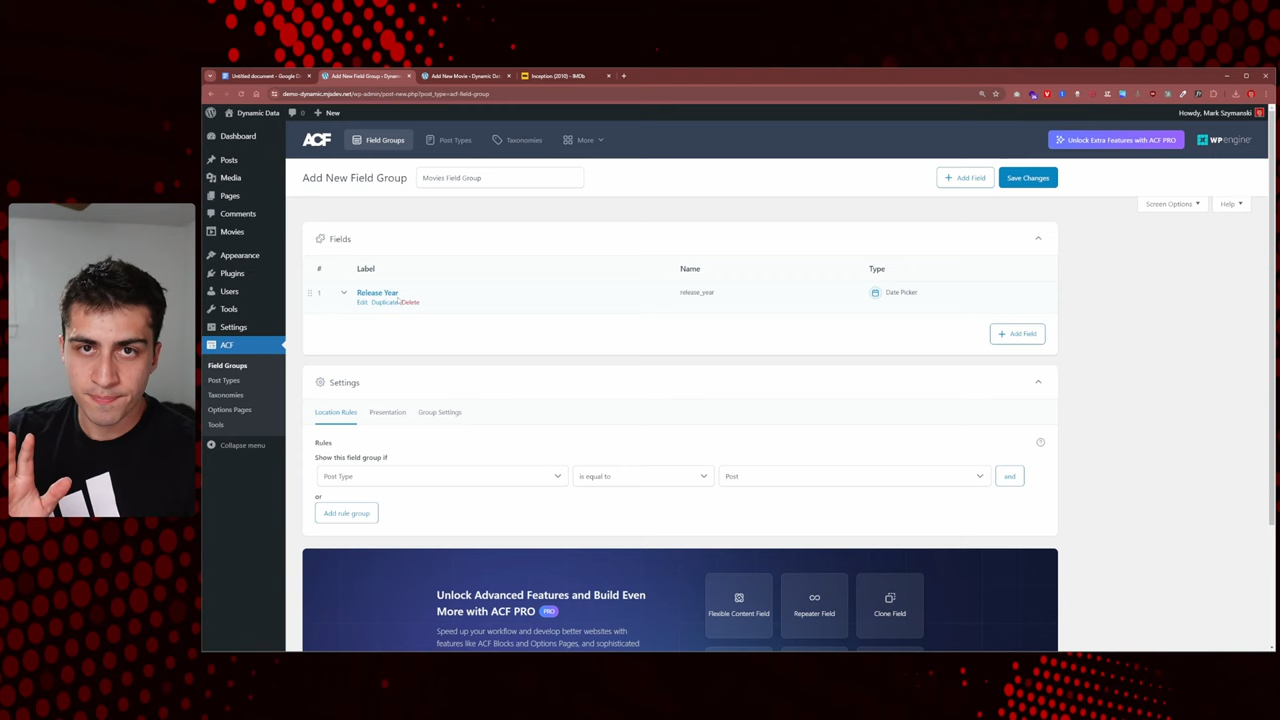 Untitled document - Google D
Add New Field Group ‹ Dynamic
Add New Movie ‹ Dynamic Dat
Inception (2010) - IMDb
demo-dynamic.mjsdev.net/wp-admin/post-new.php?post_type=acf-field-group
Dynamic Data
0
New
Howdy, Mark Szymanski
Dashboard
Posts
Media
Pages
Comments
Movies
Appearance
Plugins
Users
Tools
Settings
ACF
Field Groups
Post Types
Taxonomies
Options Pages
Tools
Collapse menu
ACF
Field Groups
Post Types
Taxonomies
More
Unlock Extra Features with ACF PRO
WPengine
Add New Field Group
Movies Field Group
+ Add Field
Save Changes
Screen Options
Help
Fields
# Label Name Type
1 Release Year release_year Date Picker
Edit Duplicate Delete
+ Add Field
Settings
Location Rules Presentation Group Settings
Rules
Show this field group if
Post Type is equal to Post and
or
Add rule group
Unlock Advanced Features and Build Even
More with ACF PRO PRO
Speed up your workflow and develop better websites with
features like ACF Blocks and Options Pages, and sophisticated
Flexible Content Field
Repeater Field
Clone Field